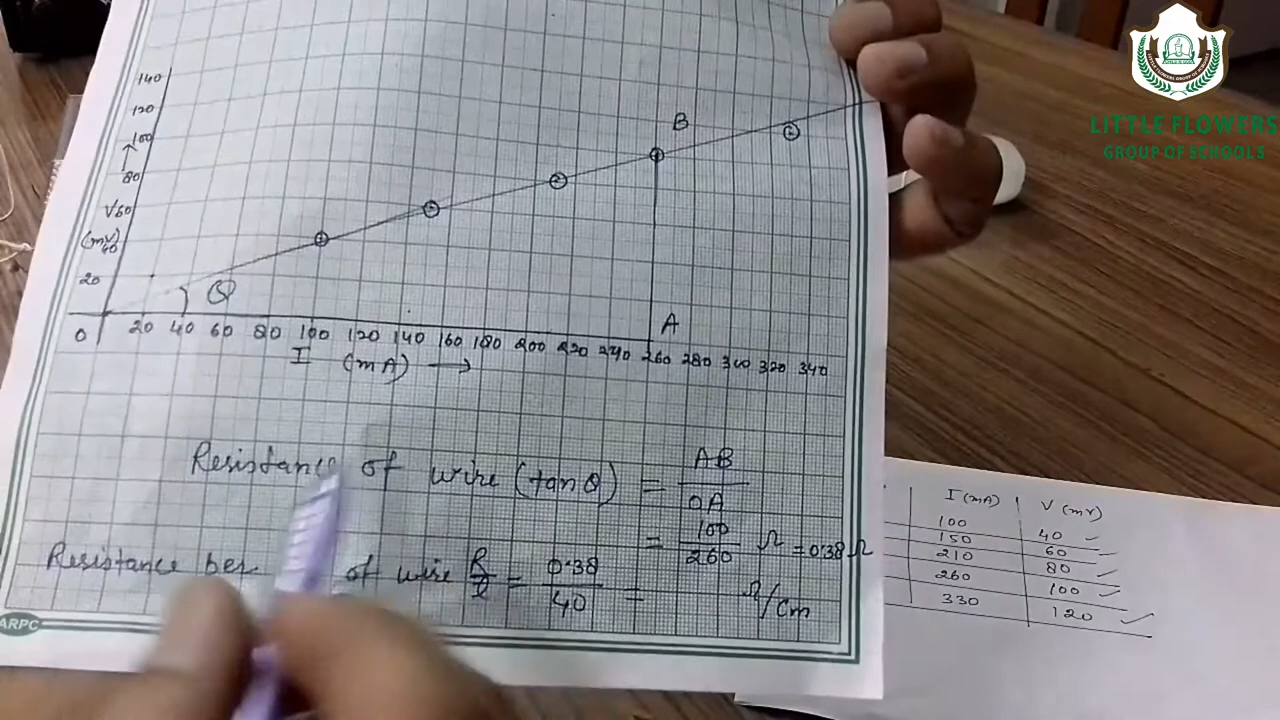 LITTLE FLOWERS
GROUP OF SCHOOLS
140
120
100
80
V 60
(mV)
40
20
B
θ
A
0 20 40 60 80 100 120 140 160 180 200 220 240 260 280 300 320 340
I (mA) →
Resistance of wire (tanθ) = AB/OA
= 100/260 Ω = 0.38 Ω
Resistance per of wire R/l = 0.38/40 = Ω/cm
ARPC
I (mA) V (mV)
100 40
150 60
210 80
260 100
330 120